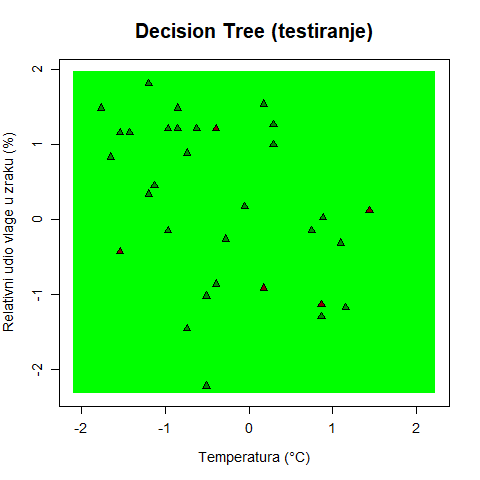 Decision Tree (testiranje)
Relativni udio vlage u zraku (%)
2
1
0
-1
-2
-2 -1 0 1 2
Temperatura (°C)